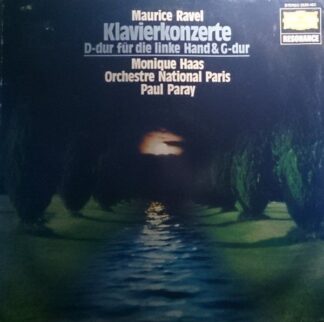 Maurice Ravel
Klavierkonzerte
D-dur für die linke Hand & G-dur
Monique Haas
Orchestre National Paris
Paul Paray
RESONANCE